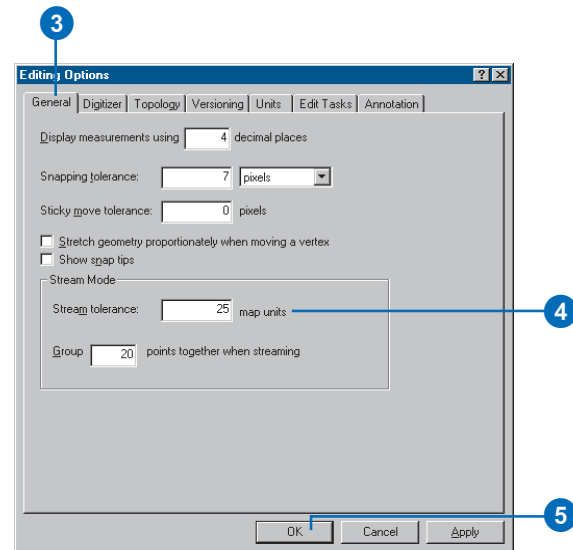 3
Editing Options
General Digitizer Topology Versioning Units Edit Tasks Annotation
Display measurements using 4 decimal places
Snapping tolerance: 7 pixels
Sticky move tolerance: 0 pixels
Stretch geometry proportionately when moving a vertex
Show snap tips
Stream Mode
Stream tolerance: 25 map units 4
Group 20 points together when streaming
5
OK Cancel Apply